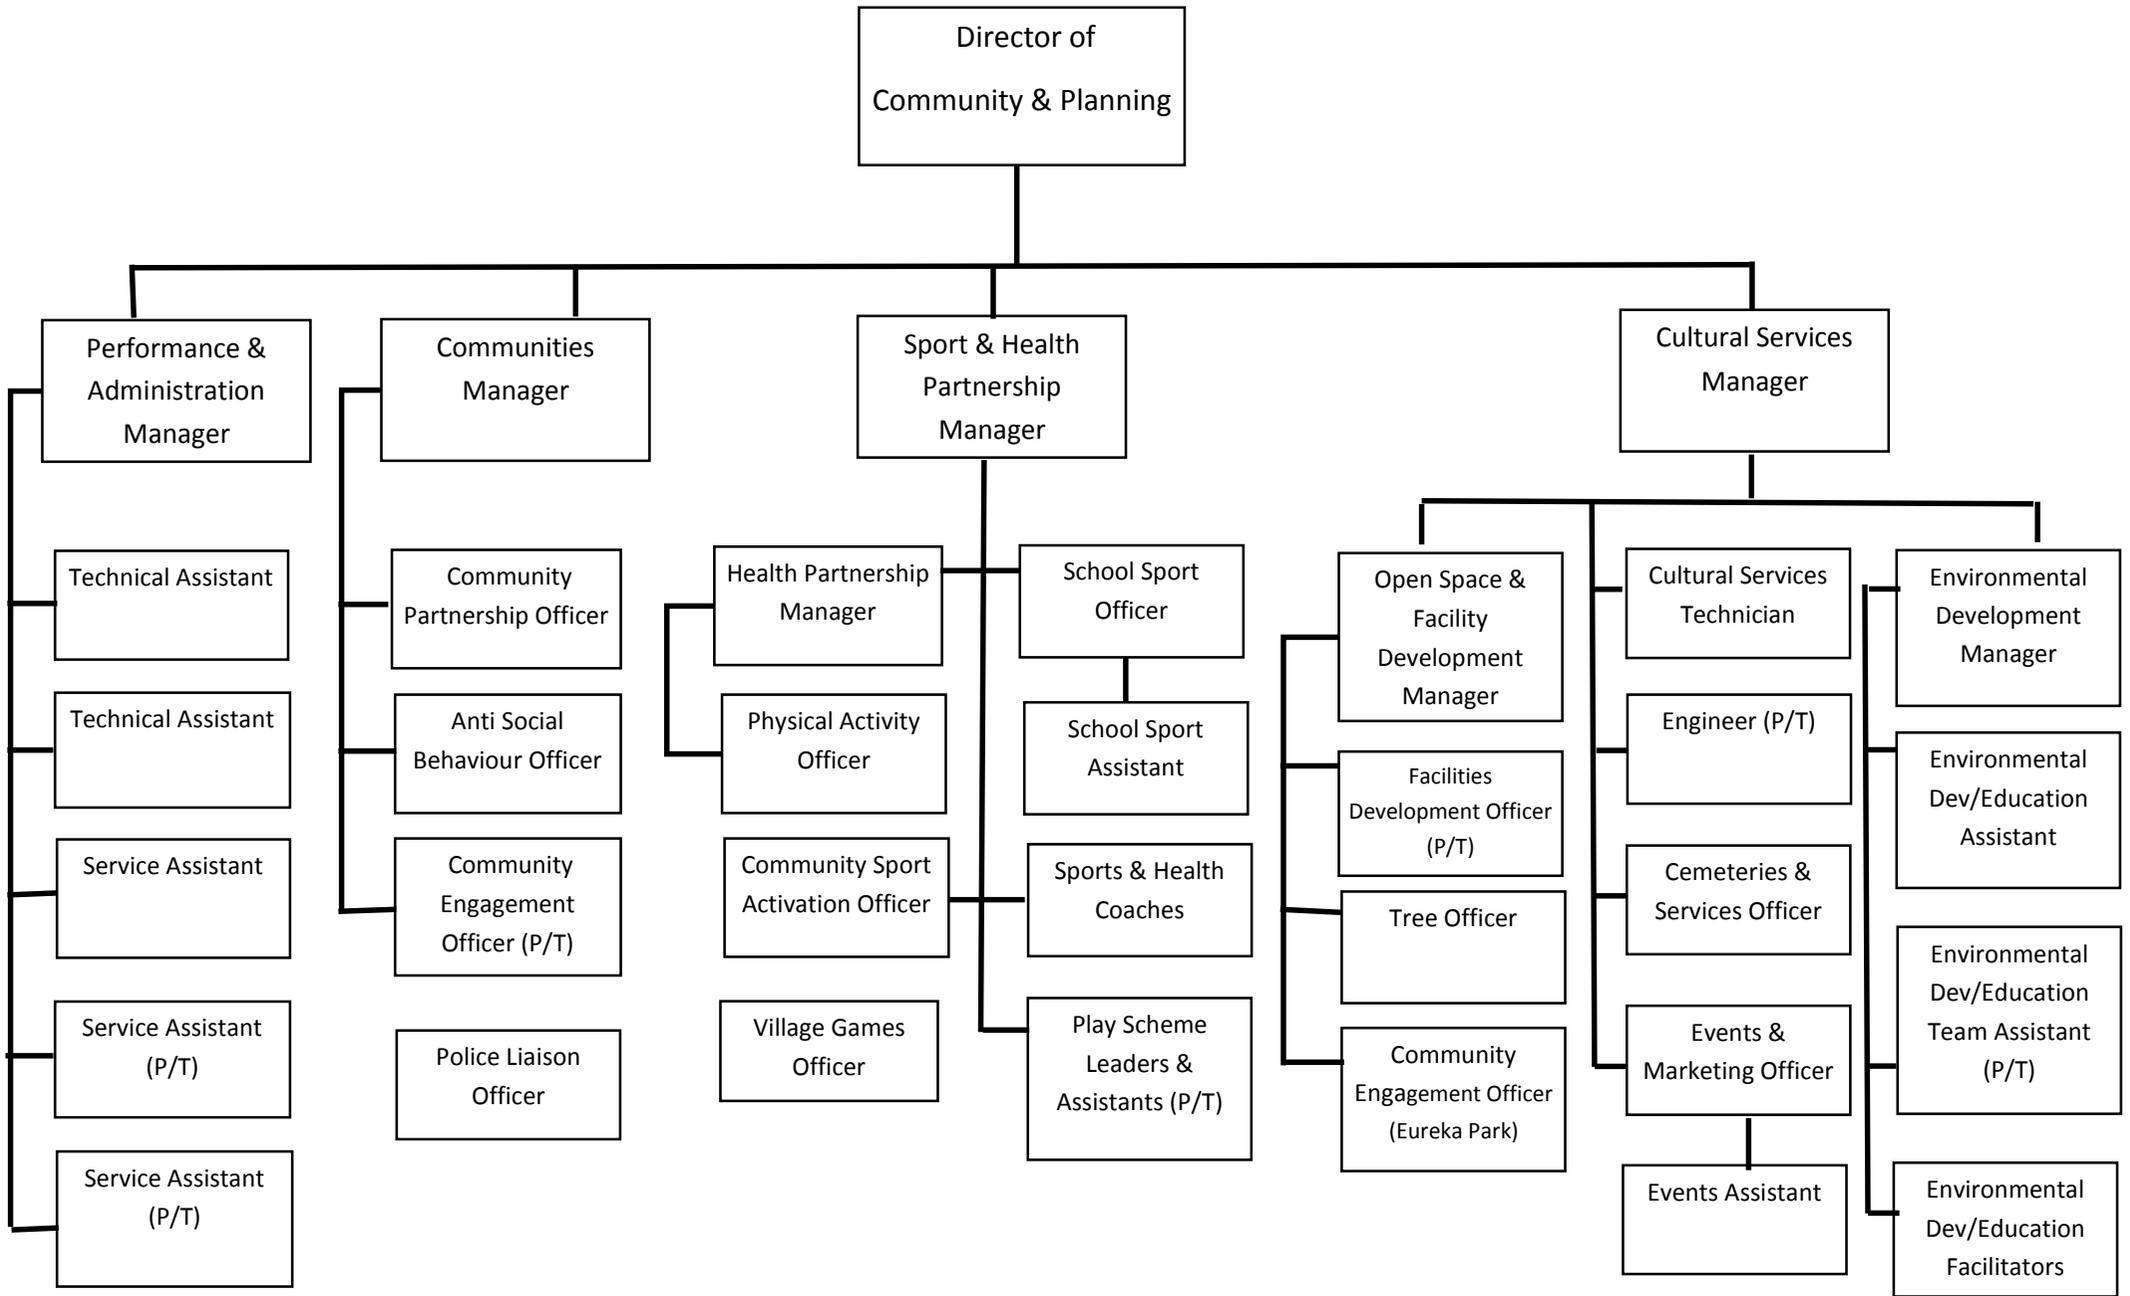 Director of
Community & Planning
Performance &
Administration
Manager
Communities
Manager
Sport & Health
Partnership
Manager
Cultural Services
Manager
Technical Assistant
Technical Assistant
Service Assistant
Service Assistant
(P/T)
Service Assistant
(P/T)
Community
Partnership Officer
Anti Social
Behaviour Officer
Community
Engagement
Officer (P/T)
Police Liaison
Officer
Health Partnership
Manager
Physical Activity
Officer
Community Sport
Activation Officer
Village Games
Officer
School Sport
Officer
School Sport
Assistant
Sports & Health
Coaches
Play Scheme
Leaders &
Assistants (P/T)
Open Space &
Facility
Development
Manager
Facilities
Development Officer
(P/T)
Tree Officer
Community
Engagement Officer
(Eureka Park)
Cultural Services
Technician
Engineer (P/T)
Cemeteries &
Services Officer
Events &
Marketing Officer
Events Assistant
Environmental
Development
Manager
Environmental
Dev/Education
Assistant
Environmental
Dev/Education
Team Assistant
(P/T)
Environmental
Dev/Education
Facilitators